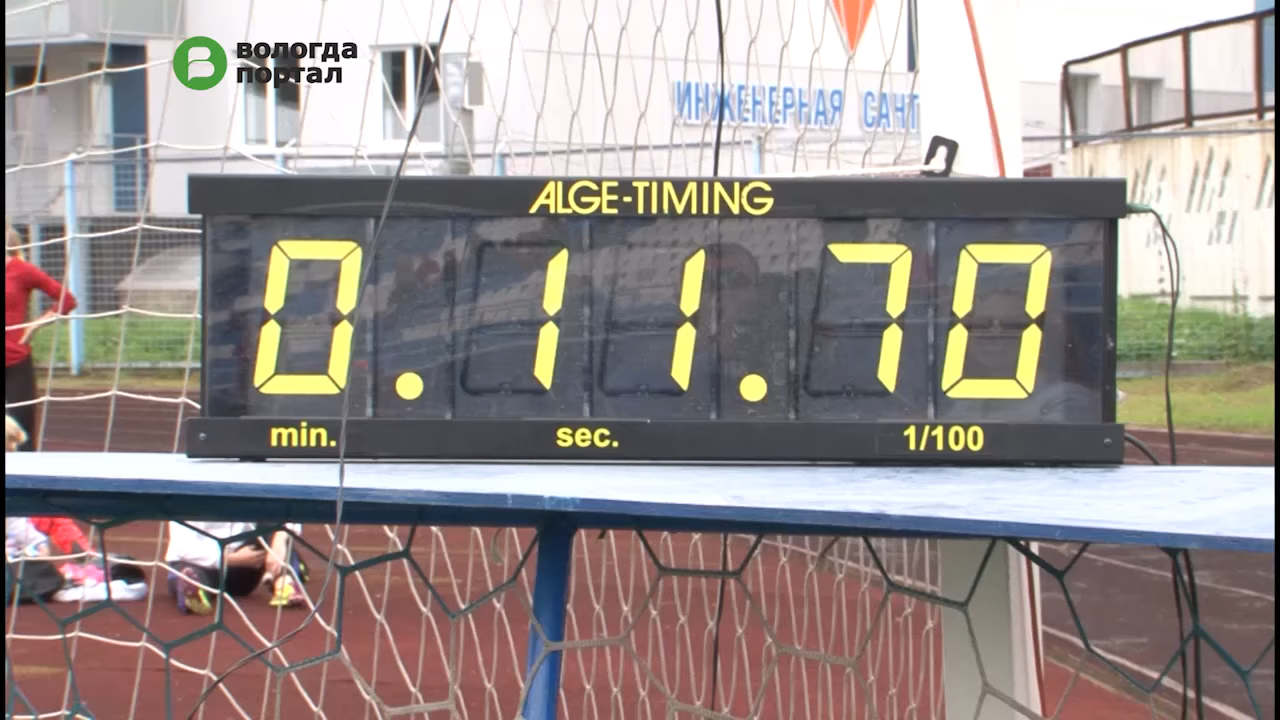 вологда
портал
ИНЖЕНЕРНАЯ САНТ
ALGE-TIMING
0.11.70
min. sec. 1/100